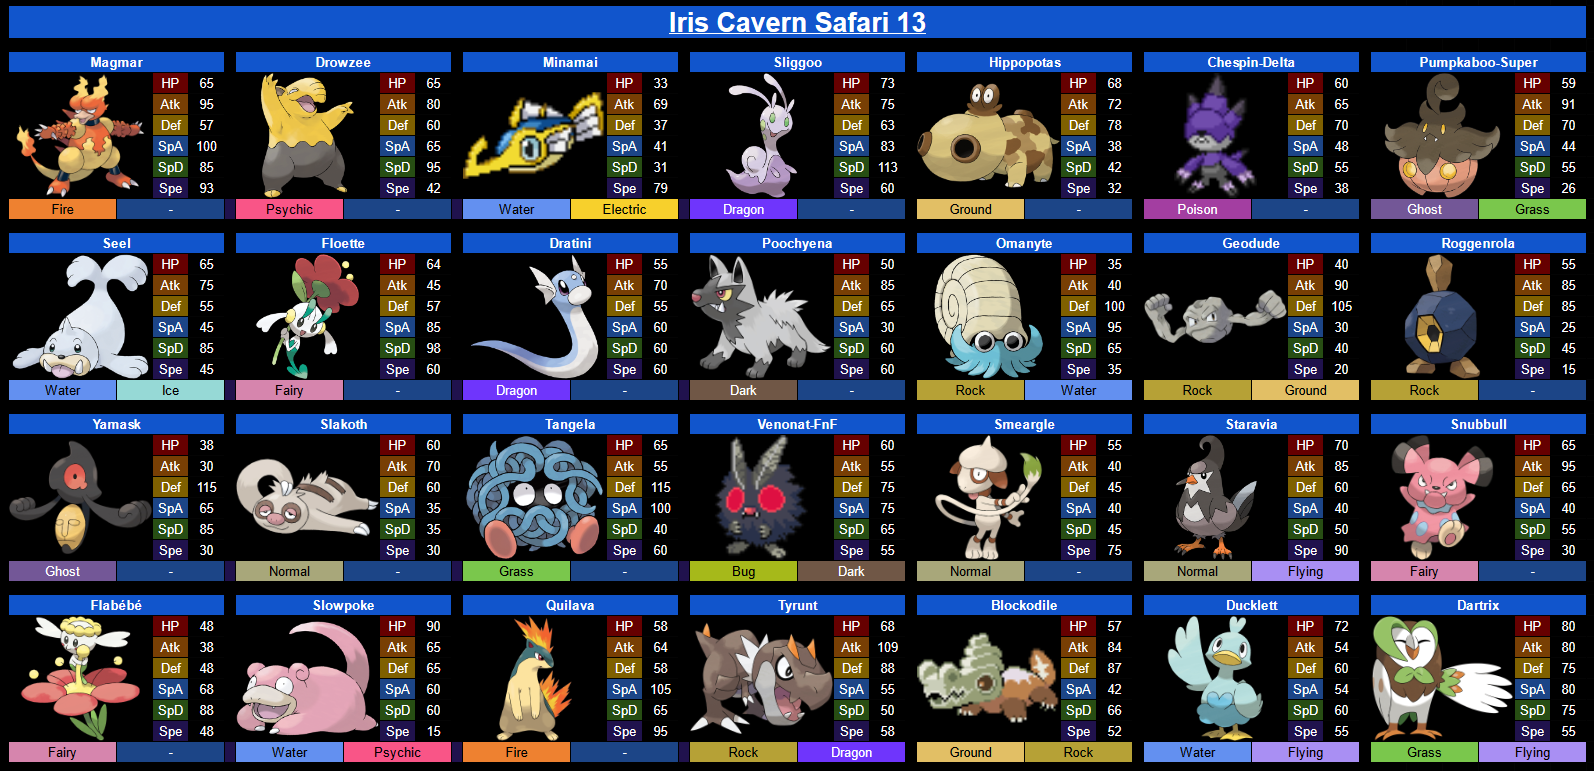 Iris Cavern Safari 13
Magmar Drowzee Minamai Sliggoo Hippopotas Chespin-Delta Pumpkaboo-Super
HP 65 HP 65 HP 33 HP 73 HP 68 HP 60 HP 59
Atk 95 Atk 80 Atk 69 Atk 75 Atk 72 Atk 65 Atk 91
Def 57 Def 60 Def 37 Def 63 Def 78 Def 70 Def 70
SpA 100 SpA 65 SpA 41 SpA 83 SpA 38 SpA 48 SpA 44
SpD 85 SpD 95 SpD 31 SpD 113 SpD 42 SpD 55 SpD 55
Spe 93 Spe 42 Spe 79 Spe 60 Spe 32 Spe 38 Spe 26
Fire - Psychic - Water Electric Dragon - Ground - Poison - Ghost Grass
Seel Floette Dratini Poochyena Omanyte Geodude Roggenrola
HP 65 HP 64 HP 55 HP 50 HP 35 HP 40 HP 55
Atk 75 Atk 45 Atk 70 Atk 85 Atk 40 Atk 90 Atk 85
Def 55 Def 57 Def 55 Def 65 Def 100 Def 105 Def 85
SpA 45 SpA 85 SpA 60 SpA 30 SpA 95 SpA 30 SpA 25
SpD 85 SpD 98 SpD 60 SpD 60 SpD 65 SpD 40 SpD 45
Spe 45 Spe 60 Spe 60 Spe 60 Spe 35 Spe 20 Spe 15
Water Ice Fairy - Dragon - Dark - Rock Water Rock Ground Rock -
Yamask Slakoth Tangela Venonat-FnF Smeargle Staravia Snubbull
HP 38 HP 60 HP 65 HP 60 HP 55 HP 70 HP 65
Atk 30 Atk 70 Atk 55 Atk 55 Atk 40 Atk 85 Atk 95
Def 115 Def 60 Def 115 Def 75 Def 45 Def 60 Def 65
SpA 65 SpA 35 SpA 100 SpA 75 SpA 40 SpA 40 SpA 40
SpD 85 SpD 35 SpD 40 SpD 65 SpD 45 SpD 50 SpD 55
Spe 30 Spe 30 Spe 60 Spe 55 Spe 75 Spe 90 Spe 30
Ghost - Normal - Grass - Bug Dark Normal - Normal Flying Fairy -
Flabébé Slowpoke Quilava Tyrunt Blockodile Ducklett Dartrix
HP 48 HP 90 HP 58 HP 68 HP 57 HP 72 HP 80
Atk 38 Atk 65 Atk 64 Atk 109 Atk 84 Atk 54 Atk 80
Def 48 Def 65 Def 58 Def 88 Def 87 Def 60 Def 75
SpA 68 SpA 60 SpA 105 SpA 55 SpA 42 SpA 54 SpA 80
SpD 88 SpD 60 SpD 65 SpD 50 SpD 66 SpD 60 SpD 75
Spe 48 Spe 15 Spe 95 Spe 58 Spe 52 Spe 55 Spe 55
Fairy - Water Psychic Fire - Rock Dragon Ground Rock Water Flying Grass Flying